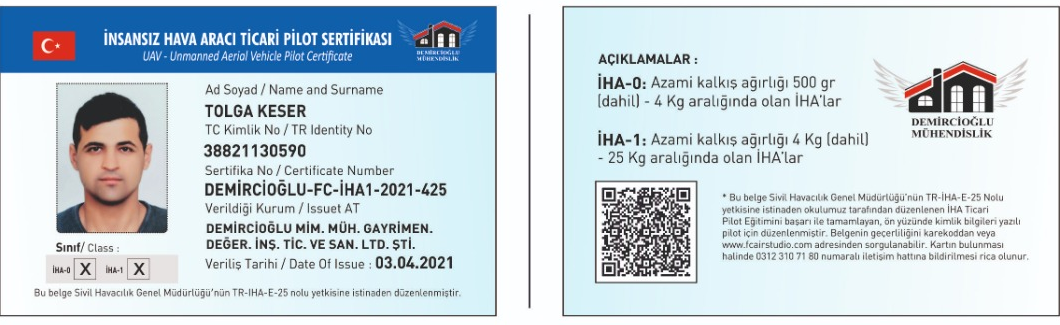 İNSANSIZ HAVA ARACI TİCARİ PİLOT SERTİFİKASI
UAV - Unmanned Aerial Vehicle Pilot Certificate
DEMİRCİOĞLU
MÜHENDİSLİK
Ad Soyad / Name and Surname
TOLGA KESER
TC Kimlik No / TR Identity No
38821130590
Sertifika No / Certificate Number
DEMİRCİOĞLU-FC-İHA1-2021-425
Verildiği Kurum / Issuet AT
DEMİRCİOĞLU MİM. MÜH. GAYRİMEN.
DEĞER. İNŞ. TİC. VE SAN. LTD. ŞTİ.
Veriliş Tarihi / Date Of Issue : 03.04.2021
Sınıf/ Class :
İHA-0 X İHA-1 X
Bu belge Sivil Havacılık Genel Müdürlüğü'nün TR-IHA-E-25 nolu yetkisine istinaden düzenlenmiştir.
AÇIKLAMALAR :
İHA-0: Azami kalkış ağırlığı 500 gr
(dahil) - 4 Kg aralığında olan İHA'lar
İHA-1: Azami kalkış ağırlığı 4 Kg (dahil)
- 25 Kg aralığında olan İHA'lar
DEMİRCİOĞLU
MÜHENDİSLİK
* Bu belge Sivil Havacılık Genel Müdürlüğü'nün TR-İHA-E-25 Nolu
yetkisine istinaden okulumuz tarafından düzenlenen İHA Ticari
Pilot Eğitimini başarı ile tamamlayan, ön yüzünde kimlik bilgileri yazılı
pilot için düzenlenmiştir. Belgenin geçerliliğini karekoddan veya
www.fcairstudio.com adresinden sorgulanabilir. Kartın bulunması
halinde 0312 310 71 80 numaralı iletişim hattına bildirilmesi rica olunur.